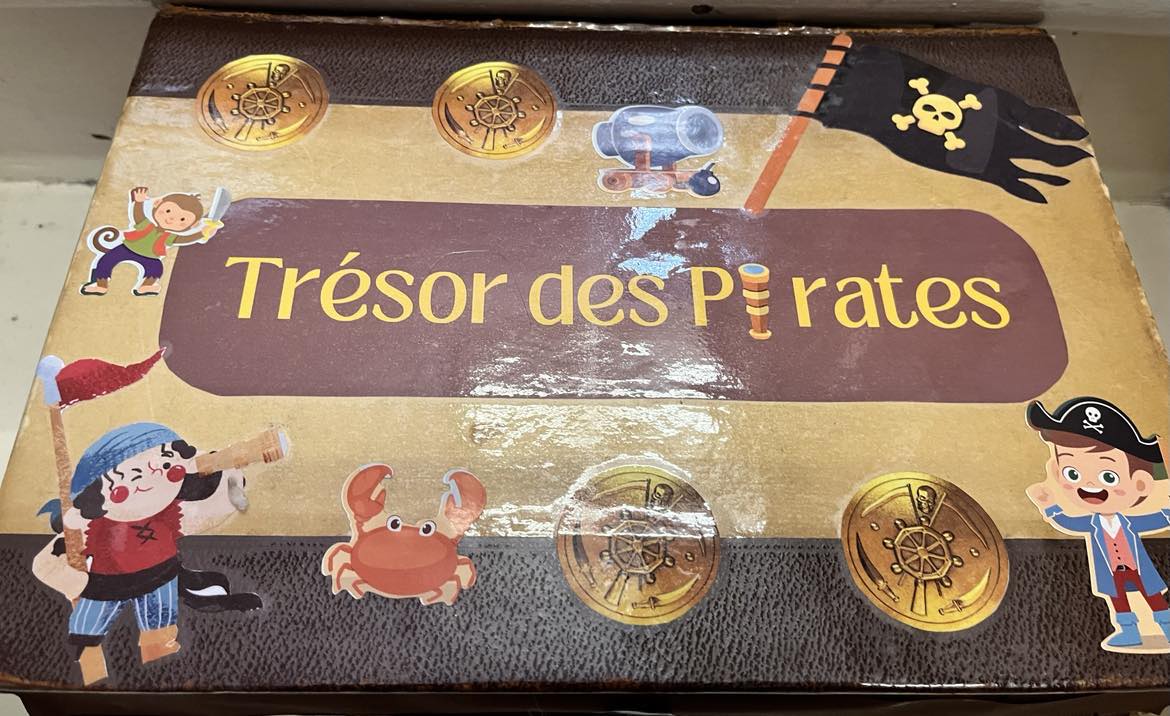 Trésor des Pirates